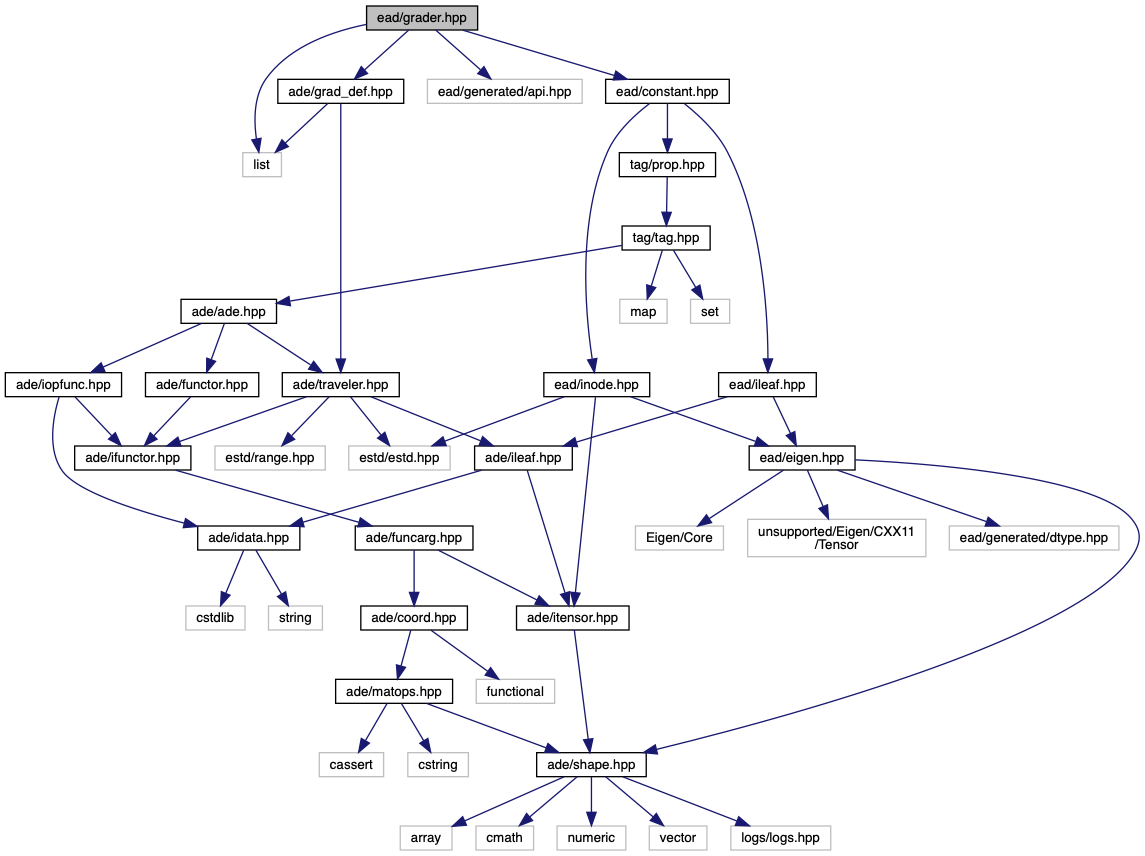 ead/grader.hpp
ade/grad_def.hpp
ead/generated/api.hpp
ead/constant.hpp
list
tag/prop.hpp
tag/tag.hpp
ade/ade.hpp
map
set
ade/iopfunc.hpp
ade/functor.hpp
ade/traveler.hpp
ead/inode.hpp
ead/ileaf.hpp
ade/ifunctor.hpp
estd/range.hpp
estd/estd.hpp
ade/ileaf.hpp
ead/eigen.hpp
ade/idata.hpp
ade/funcarg.hpp
Eigen/Core
unsupported/Eigen/CXX11
/Tensor
ead/generated/dtype.hpp
cstdlib
string
ade/coord.hpp
ade/itensor.hpp
ade/matops.hpp
functional
cassert
cstring
ade/shape.hpp
array
cmath
numeric
vector
logs/logs.hpp